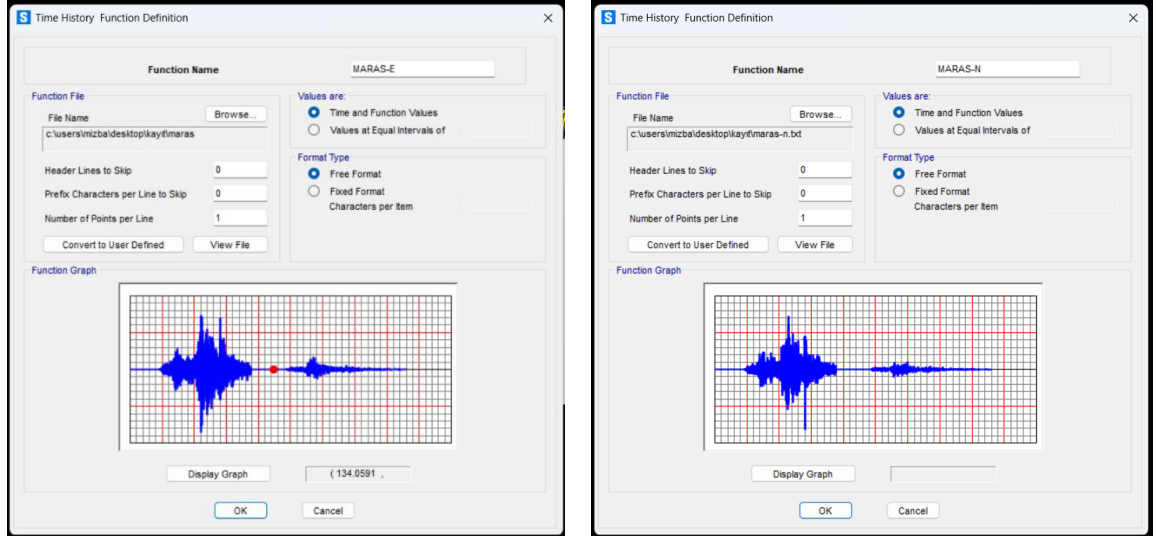 S Time History Function Definition
Function Name MARAS-E
Function File
File Name Browse...
c:\users\mizba\desktop\kayıt\maras
Header Lines to Skip 0
Prefix Characters per Line to Skip 0
Number of Points per Line 1
Convert to User Defined View File
Values are:
Time and Function Values
Values at Equal Intervals of
Format Type
Free Format
Fixed Format
Characters per Item
Function Graph
Display Graph ( 134.0591 ,
OK Cancel
S Time History Function Definition
Function Name MARAS-N
Function File
File Name Browse...
c:\users\mizba\desktop\kayıt\maras-n.txt
Header Lines to Skip 0
Prefix Characters per Line to Skip 0
Number of Points per Line 1
Convert to User Defined View File
Values are:
Time and Function Values
Values at Equal Intervals of
Format Type
Free Format
Fixed Format
Characters per Item
Function Graph
Display Graph
OK Cancel